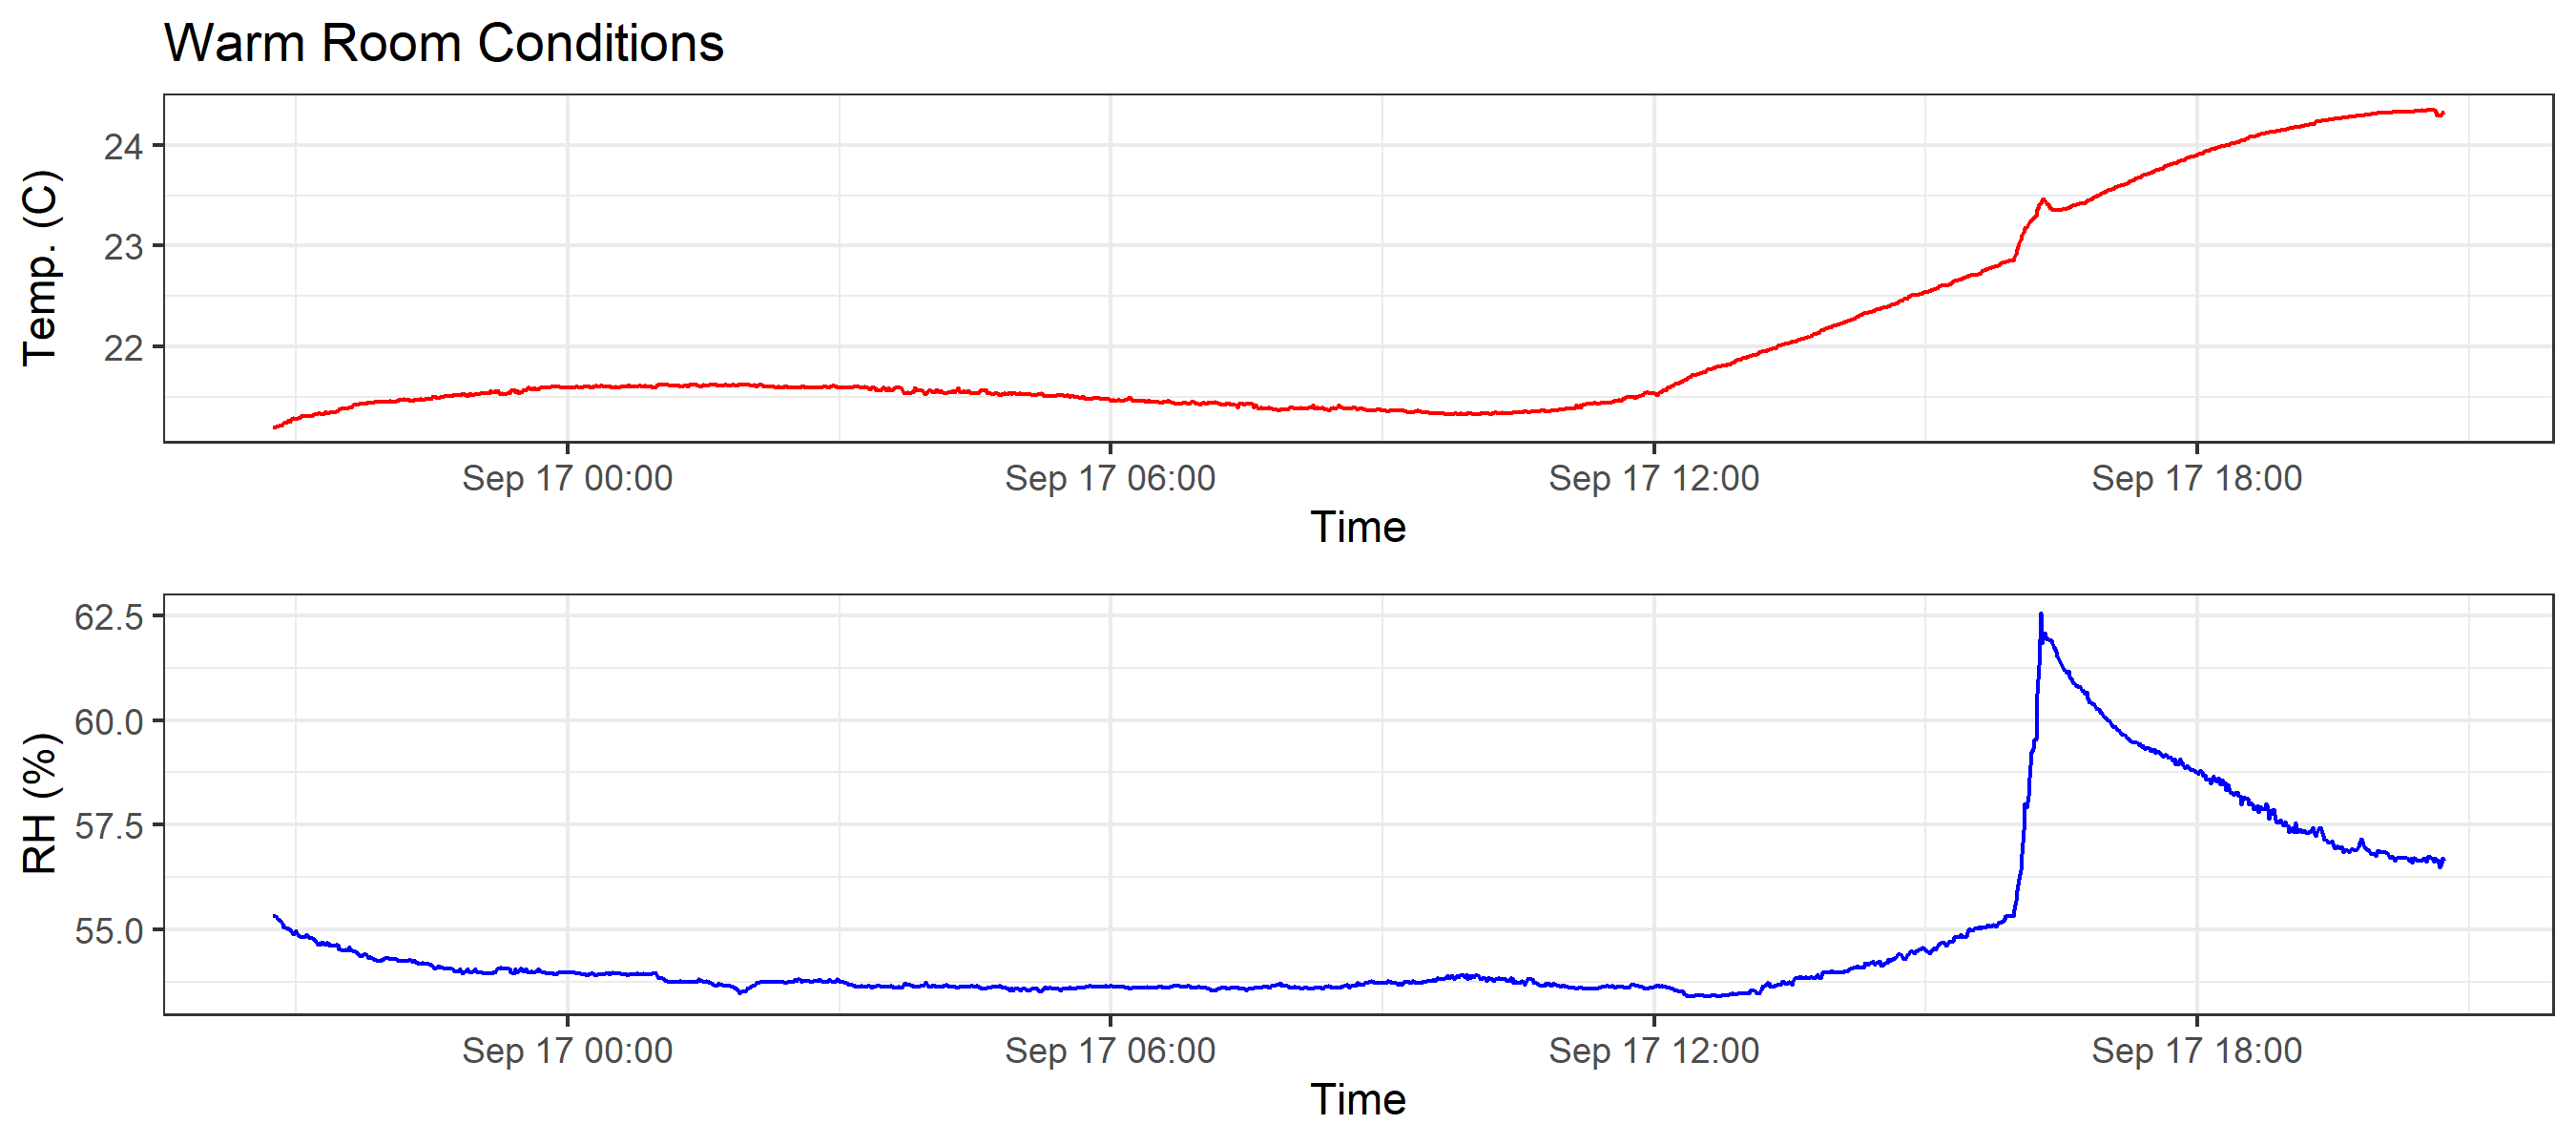 Warm Room Conditions
Temp. (C)
24
23
22
Sep 17 00:00 Sep 17 06:00 Sep 17 12:00 Sep 17 18:00
Time
RH (%)
62.5
60.0
57.5
55.0
Sep 17 00:00 Sep 17 06:00 Sep 17 12:00 Sep 17 18:00
Time